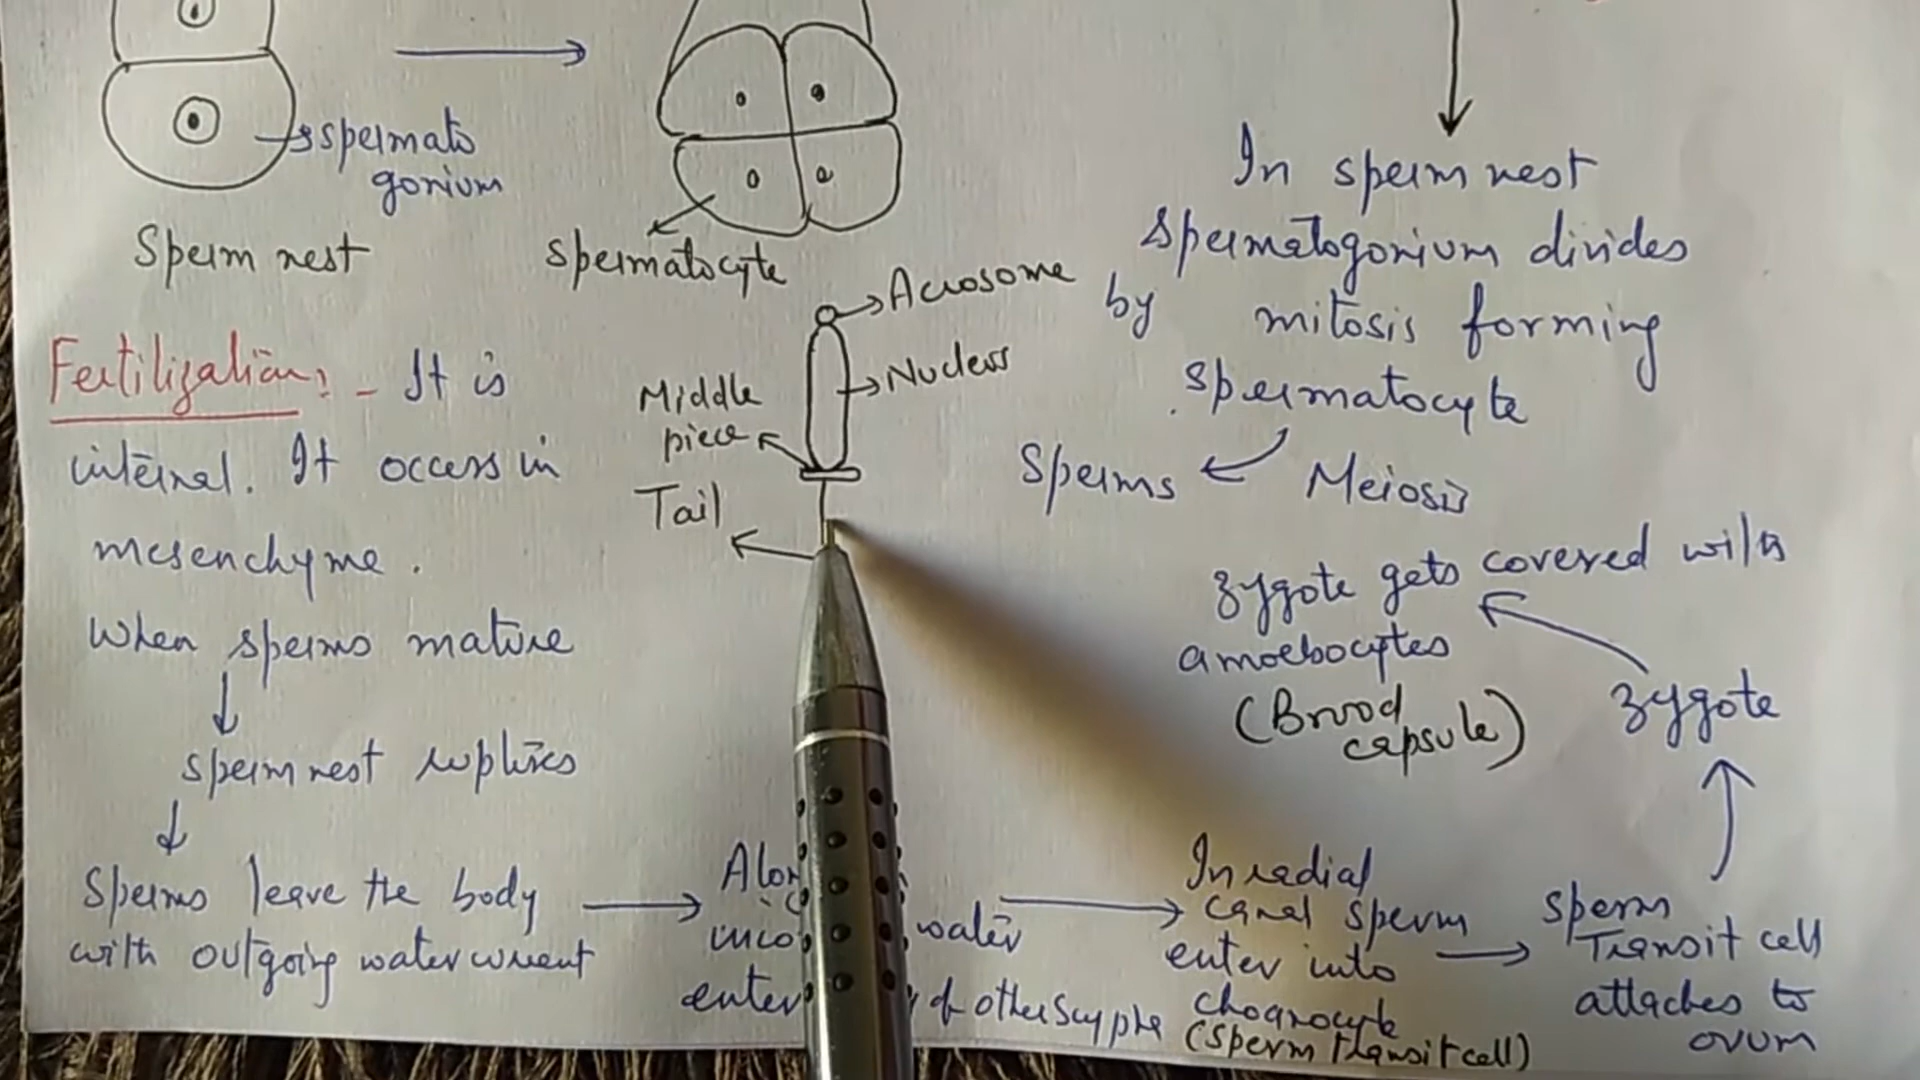 spermato
gonium
Sperm nest
spermatocyte
Acrosome
Nucleus
Middle
piece
Tail
In sperm nest
spermatogonium divides
by mitosis forming
spermatocyte
Sperms
Meiosis
Fertilization: - It is
internal. It occurs in
mesenchyme.
When sperms mature
sperm nest ruptures
Sperms leave the body
with outgoing water current
water
enter
of other Scypha
In radial
canal sperm
enter into
choanocyte
(Sperm transit cell)
Sperm
Transit cell
attaches to
ovum
Zygote
Zygote gets covered with
amoebocytes
(Brood
capsule)